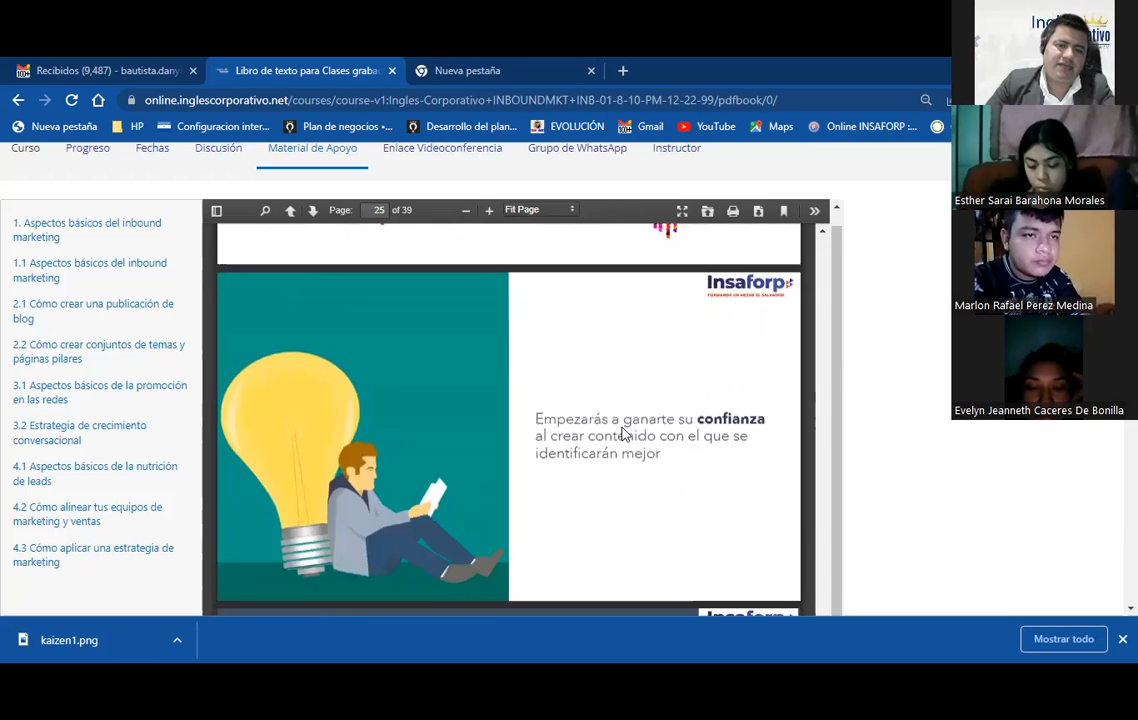 Recibidos (9,487) - bautista.dany
Libro de texto para Clases graba
Nueva pestaña
online.inglescorporativo.net/courses/course-v1:Ingles-Corporativo+INBOUNDMKT+INB-01-8-10-PM-12-22-99/pdfbook/0/
Nueva pestaña
HP
Configuracion inter...
Plan de negocios •...
Desarrollo del plan...
EVOLUCIÓN
Gmail
YouTube
Maps
Online INSAFORP :...
Curso
Progreso
Fechas
Discusión
Material de Apoyo
Enlace Videoconferencia
Grupo de WhatsApp
Instructor
1. Aspectos básicos del inbound
marketing
1.1 Aspectos básicos del inbound
marketing
2.1 Cómo crear una publicación de
blog
2.2 Cómo crear conjuntos de temas y
páginas pilares
3.1 Aspectos básicos de la promoción
en las redes
3.2 Estrategia de crecimiento
conversacional
4.1 Aspectos básicos de la nutrición
de leads
4.2 Cómo alinear tus equipos de
marketing y ventas
4.3 Cómo aplicar una estrategia de
marketing
Page: 25 of 39
Fit Page
Insaforp
FORMANDO UN MEJOR EL SALVADOR
Empezarás a ganarte su confianza
al crear contenido con el que se
identificarán mejor
Insaforp
kaizen1.png
Mostrar todo
Esther Sarai Barahona Morales
Marlon Rafael Perez Medina
Evelyn Jeanneth Caceres De Bonilla